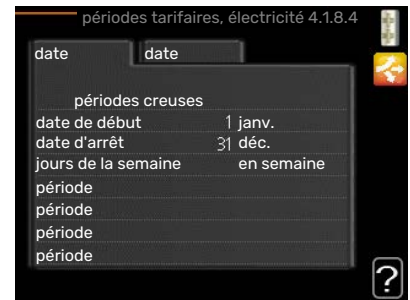 périodes tarifaires, électricité 4.1.8.4
date date
périodes creuses
date de début 1 janv.
date d'arrêt 31 déc.
jours de la semaine en semaine
période
période
période
période
?